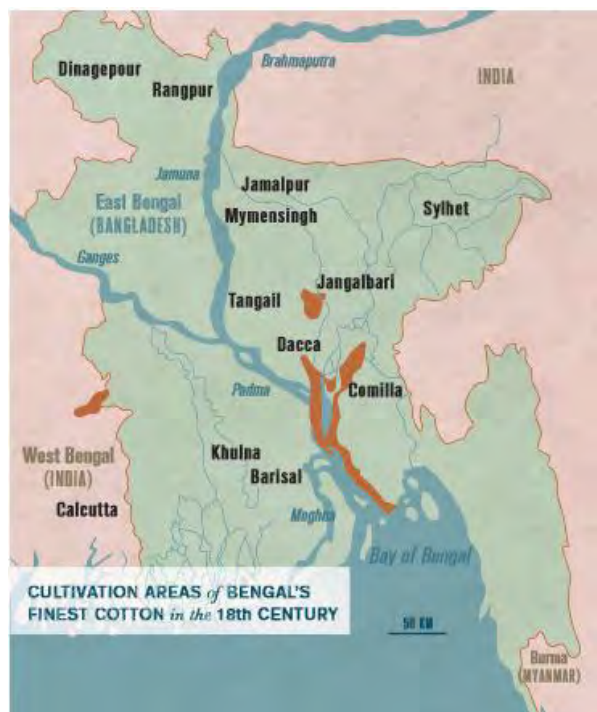 Dinagepour
Rangpur
Brahmaputra
INDIA
Jamuna
Jamalpur
East Bengal
(BANGLADESH)
Mymensingh
Sylhet
Ganges
Jangalbari
Tangail
Dacca
Padma
Comilla
West Bengal
(INDIA)
Khulna
Barisal
Calcutta
Meghna
Bay of Bengal
CULTIVATION AREAS of BENGAL'S
FINEST COTTON in the 18th CENTURY
50 KM
Burma
(MYANMAR)